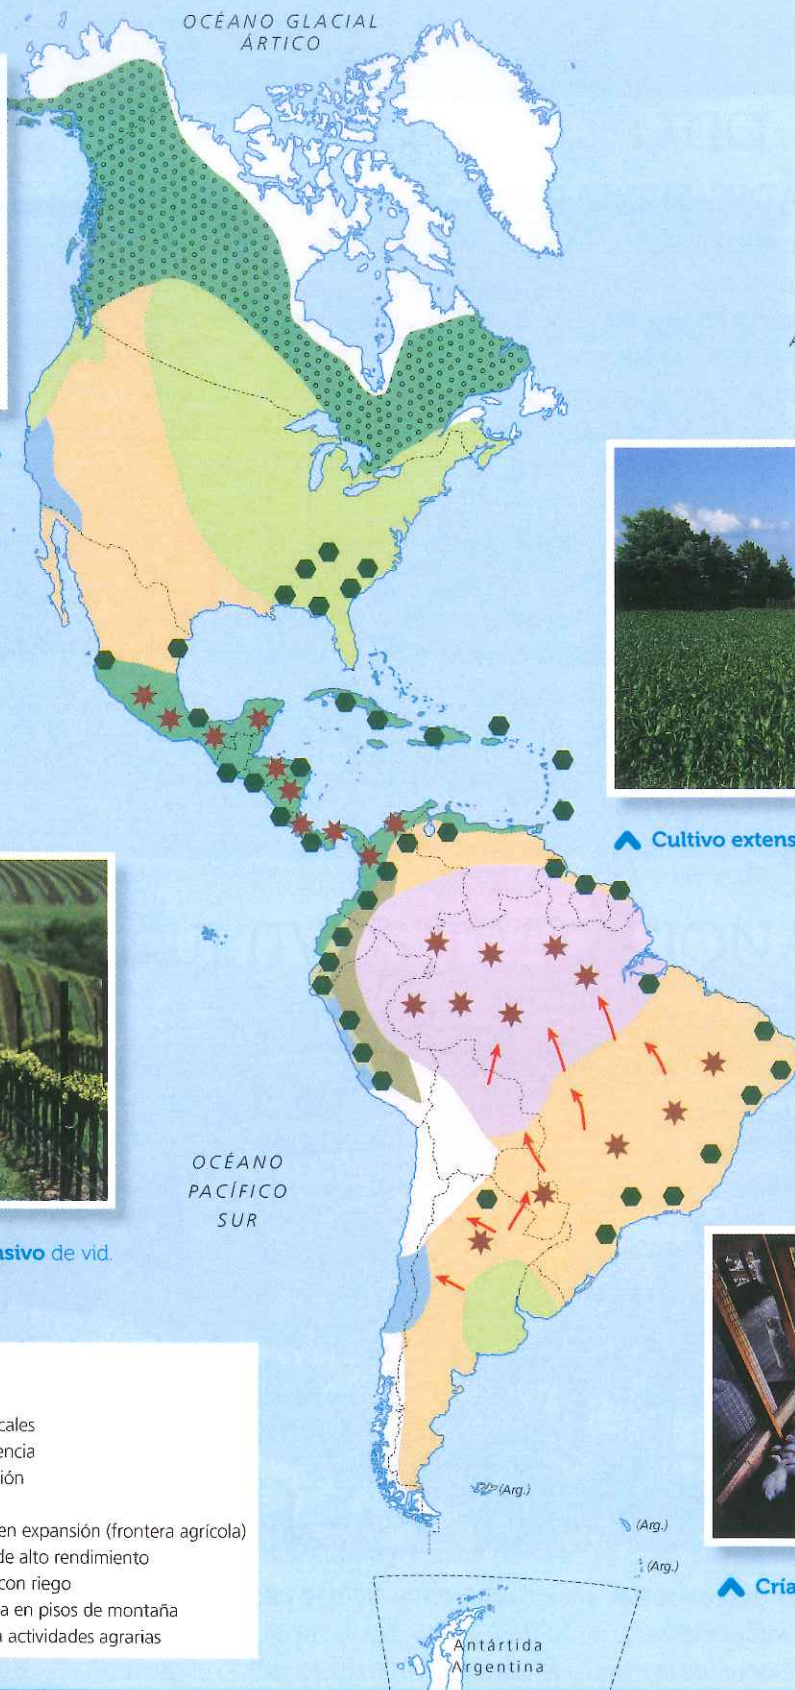 OCÉANO GLACIAL
ÁRTICO
Cultivo extens
OCÉANO
PACÍFICO
SUR
nsivo de vid.
cales
encia
ión
en expansión (frontera agrícola)
de alto rendimiento
con riego
a en pisos de montaña
a actividades agrarias
(Arg.)
(Arg.)
(Arg.)
Cría
Antártida
Argentina